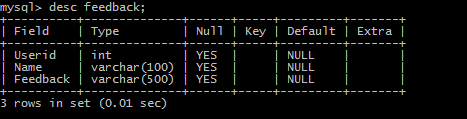 mysql> desc feedback;
+----------+--------------+------+-----+---------+-------+
| Field    | Type         | Null | Key | Default | Extra |
+----------+--------------+------+-----+---------+-------+
| Userid   | int          | YES  |     | NULL    |       |
| Name     | varchar(100) | YES  |     | NULL    |       |
| Feedback | varchar(500) | YES  |     | NULL    |       |
+----------+--------------+------+-----+---------+-------+
3 rows in set (0.01 sec)